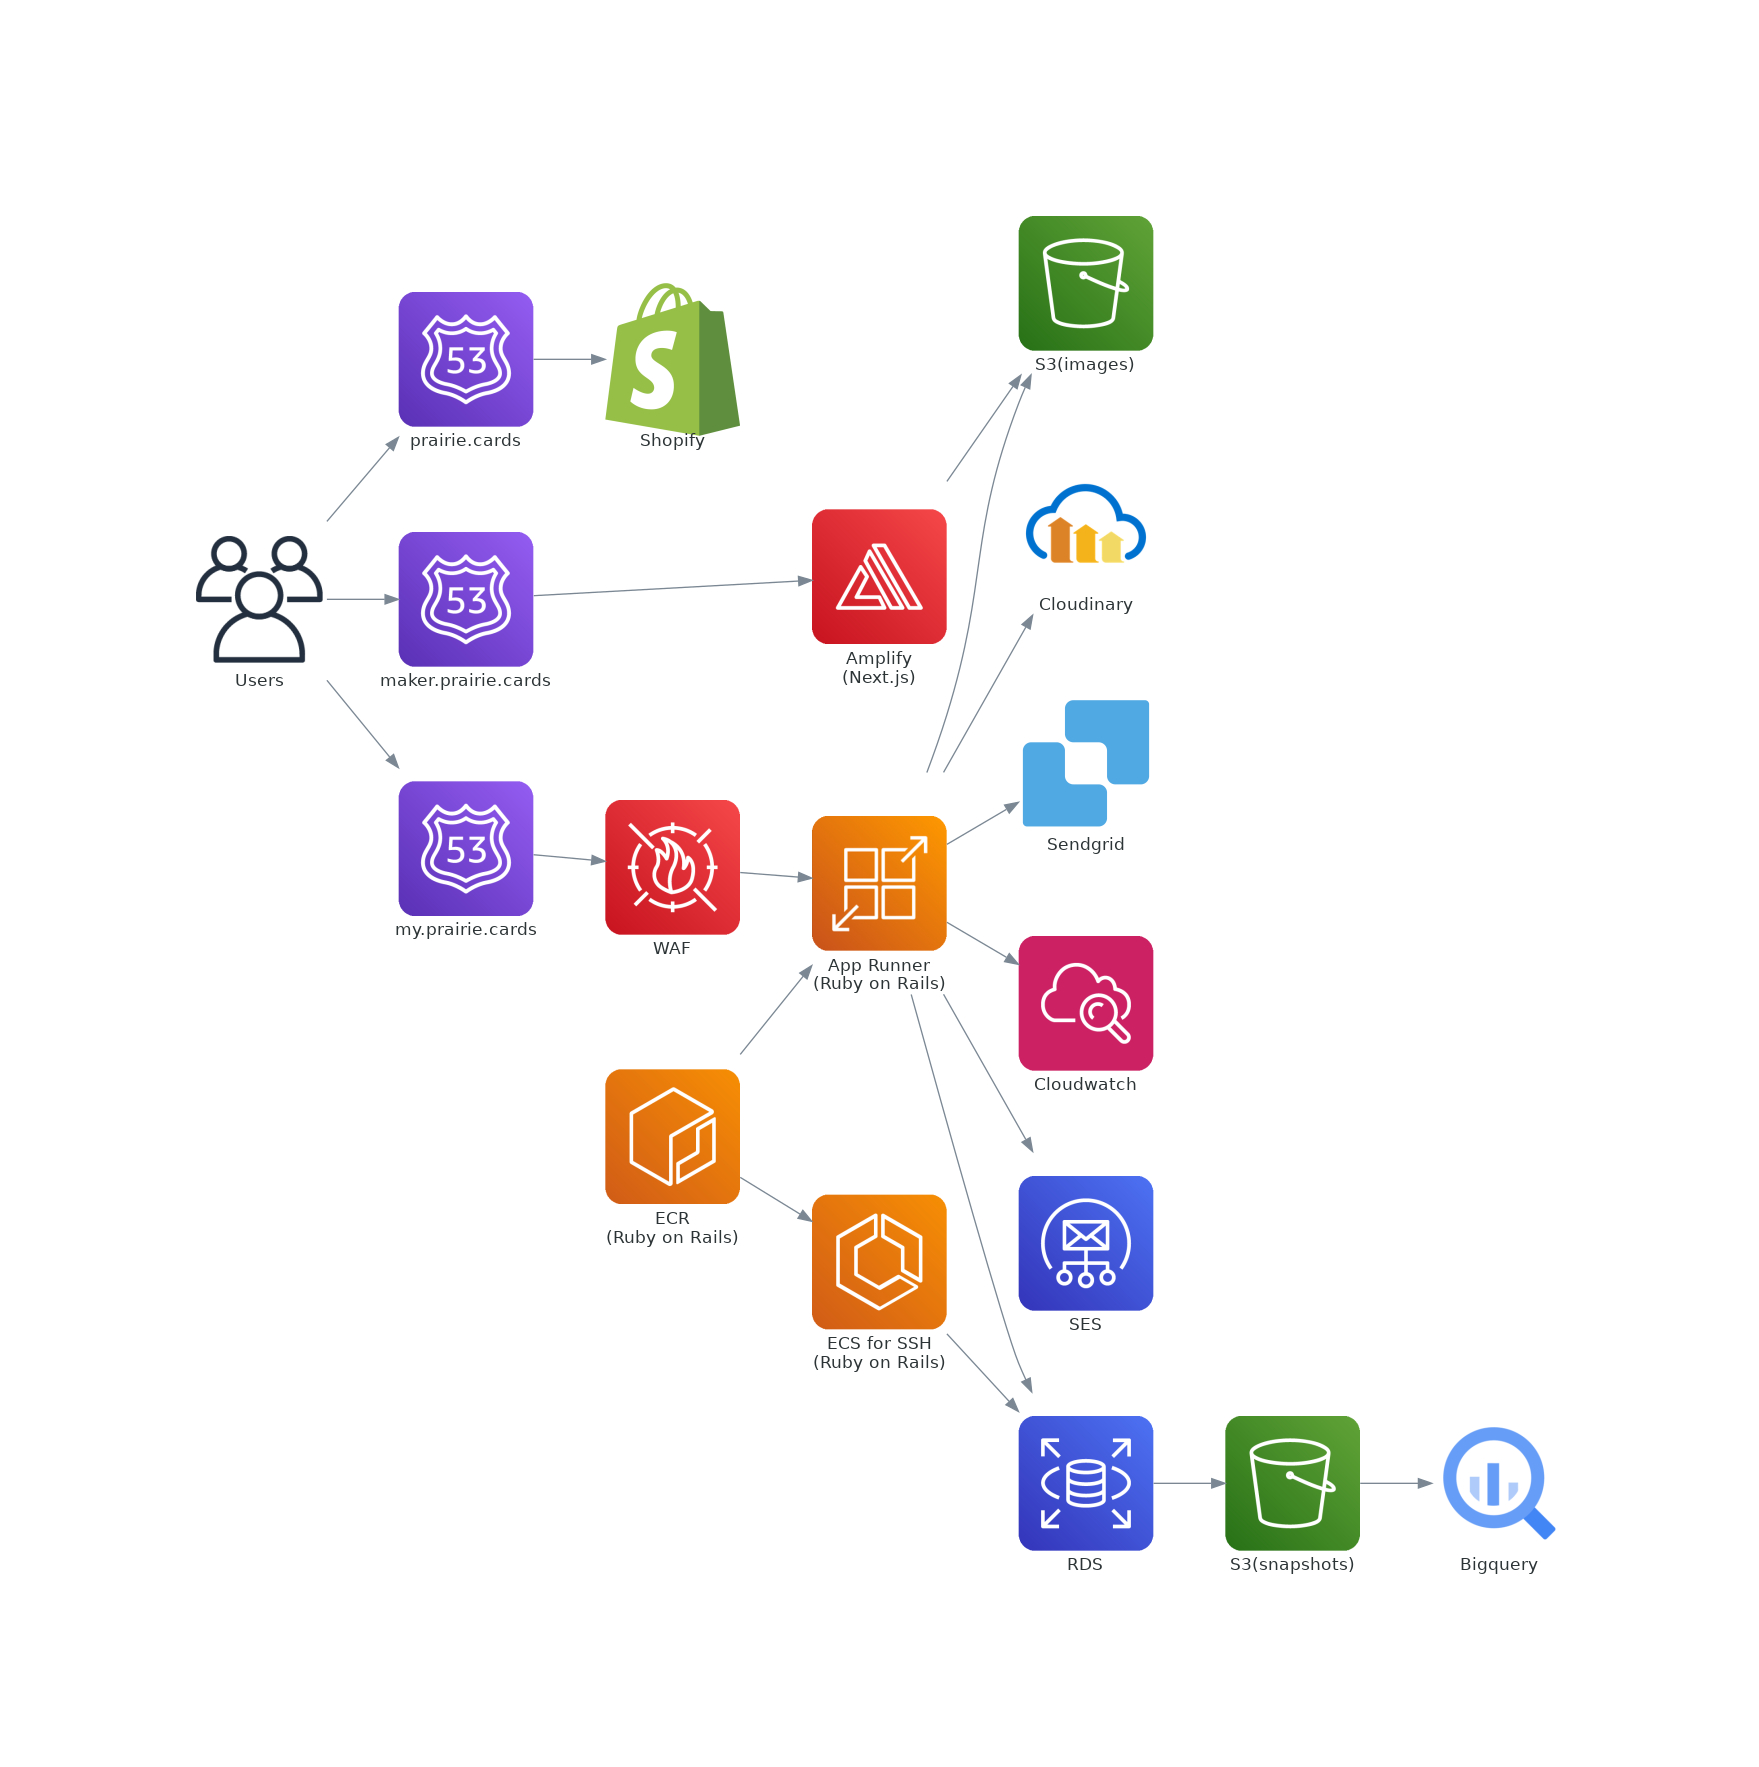 S3(images)
53
prairie.cards
S
Shopify
Cloudinary
53
Users
maker.prairie.cards
Amplify
(Next.js)
Sendgrid
53
my.prairie.cards
WAF
App Runner
(Ruby on Rails)
Cloudwatch
ECR
(Ruby on Rails)
ECS for SSH
(Ruby on Rails)
SES
RDS
S3(snapshots)
Bigquery